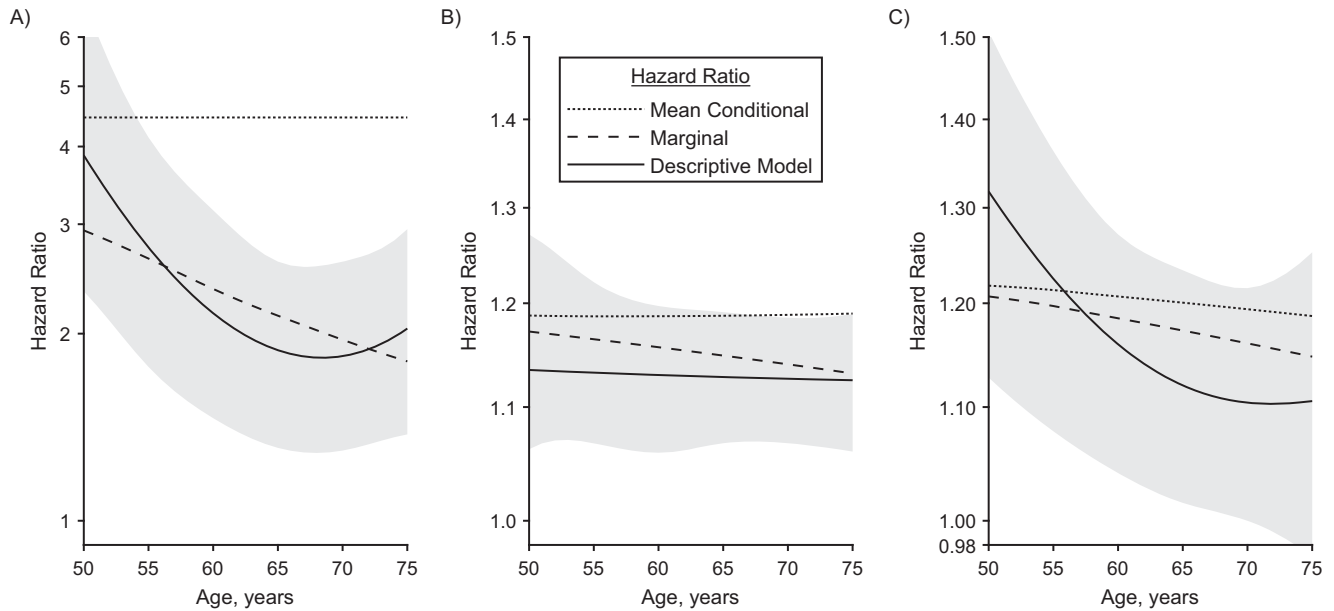 A)
6
5
4
3
2
1
Hazard Ratio
50 55 60 65 70 75
Age, years
B)
1.5
1.4
1.3
1.2
1.1
1.0
Hazard Ratio
50 55 60 65 70 75
Age, years
Hazard Ratio
Mean Conditional
Marginal
Descriptive Model
C)
1.50
1.40
1.30
1.20
1.10
1.00
0.98
Hazard Ratio
50 55 60 65 70 75
Age, years